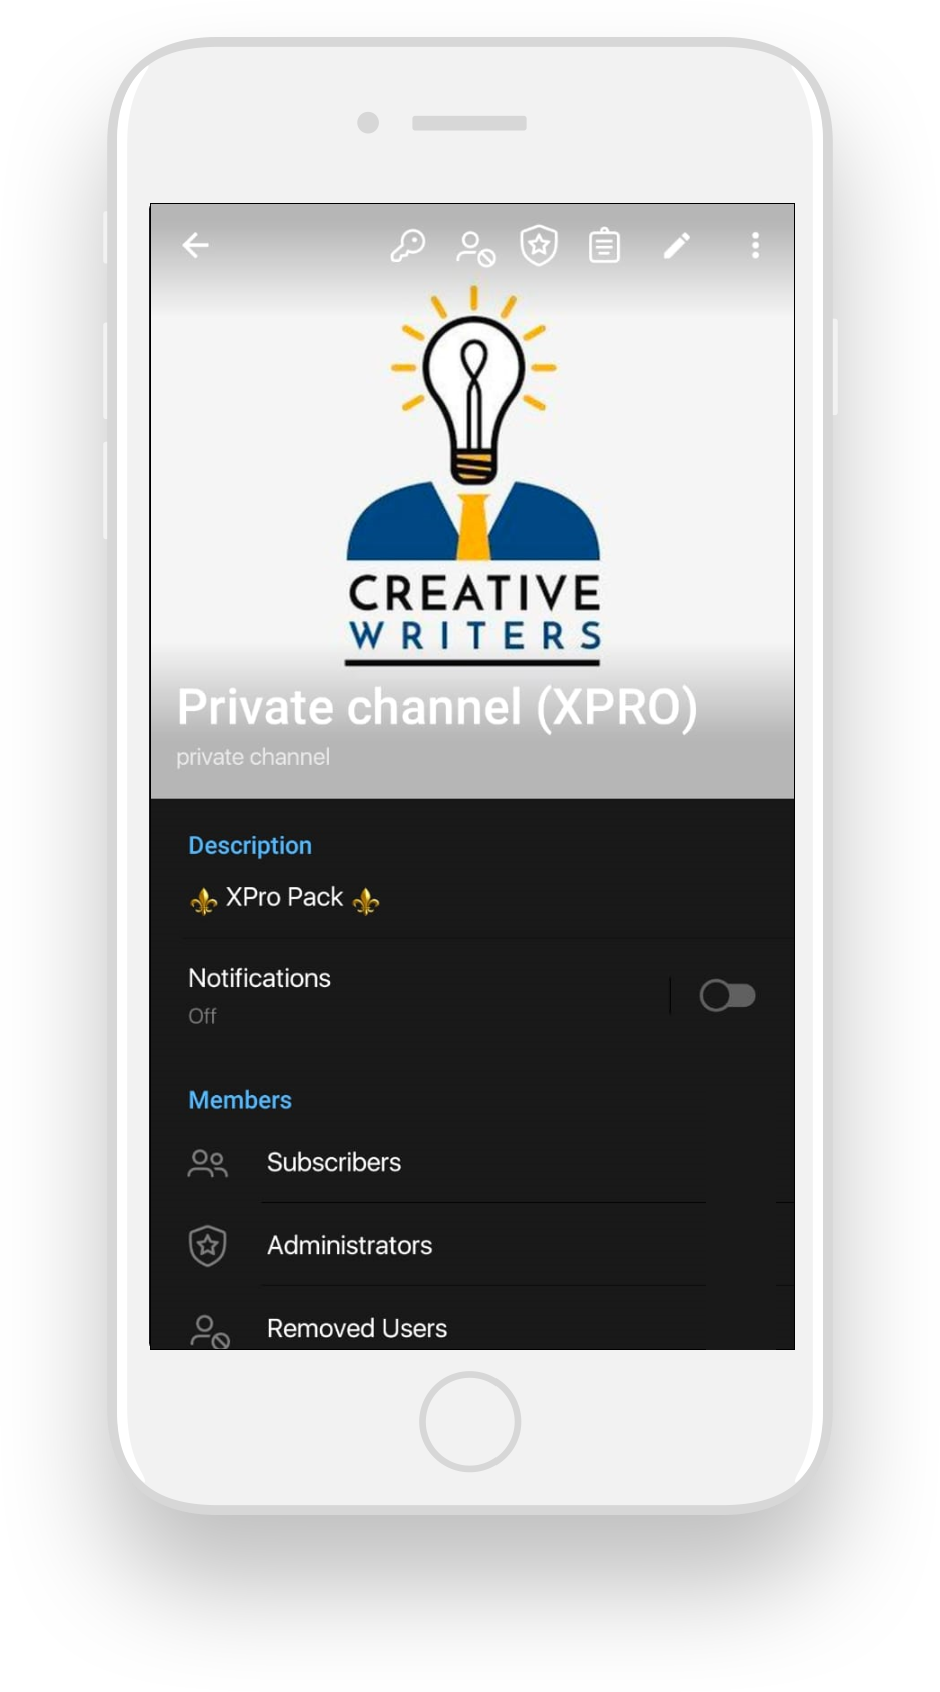 CREATIVE
WRITERS
Private channel (XPRO)
private channel
Description
⚜ XPro Pack ⚜
Notifications
Off
Members
Subscribers
Administrators
Removed Users